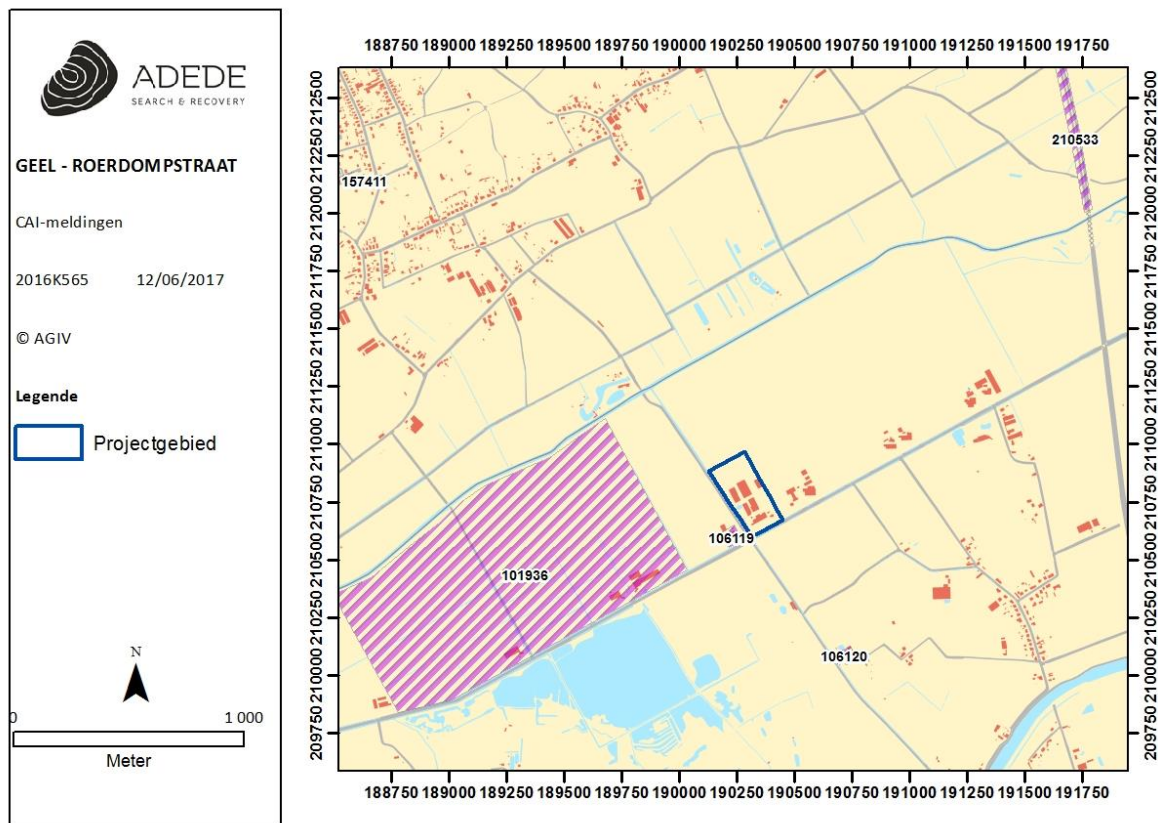 ADEDE
SEARCH & RECOVERY
GEEL - ROERDOMPSTRAAT
CAI-meldingen
2016K565 12/06/2017
© AGIV
Legende
Projectgebied
N
0 1 000
Meter
188750 189000 189250 189500 189750 190000 190250 190500 190750 191000 191250 191500 191750
212500 212500
212250 212250
212000 212000
211750 211750
211500 211500
211250 211250
211000 211000
210750 210750
210500 210500
210250 210250
210000 210000
209750 209750
210533
157411
106119
101936
106120
188750 189000 189250 189500 189750 190000 190250 190500 190750 191000 191250 191500 191750